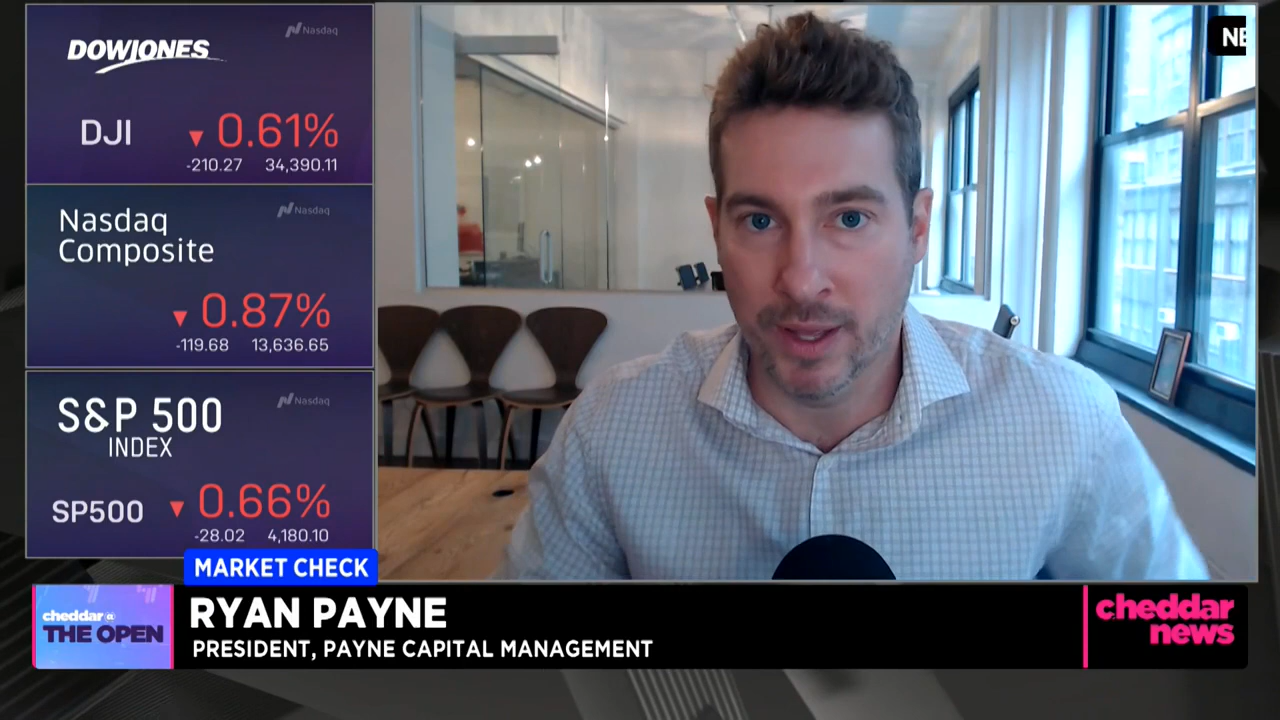 DOWJONES
Nasdaq
DJI
▼ 0.61%
-210.27 34,390.11
Nasdaq
Nasdaq
Composite
▼ 0.87%
-119.68 13,636.65
S&P 500
INDEX
Nasdaq
SP500
▼ 0.66%
-28.02 4,180.10
NE
MARKET CHECK
cheddar@
THE OPEN
RYAN PAYNE
PRESIDENT, PAYNE CAPITAL MANAGEMENT
cheddar
news